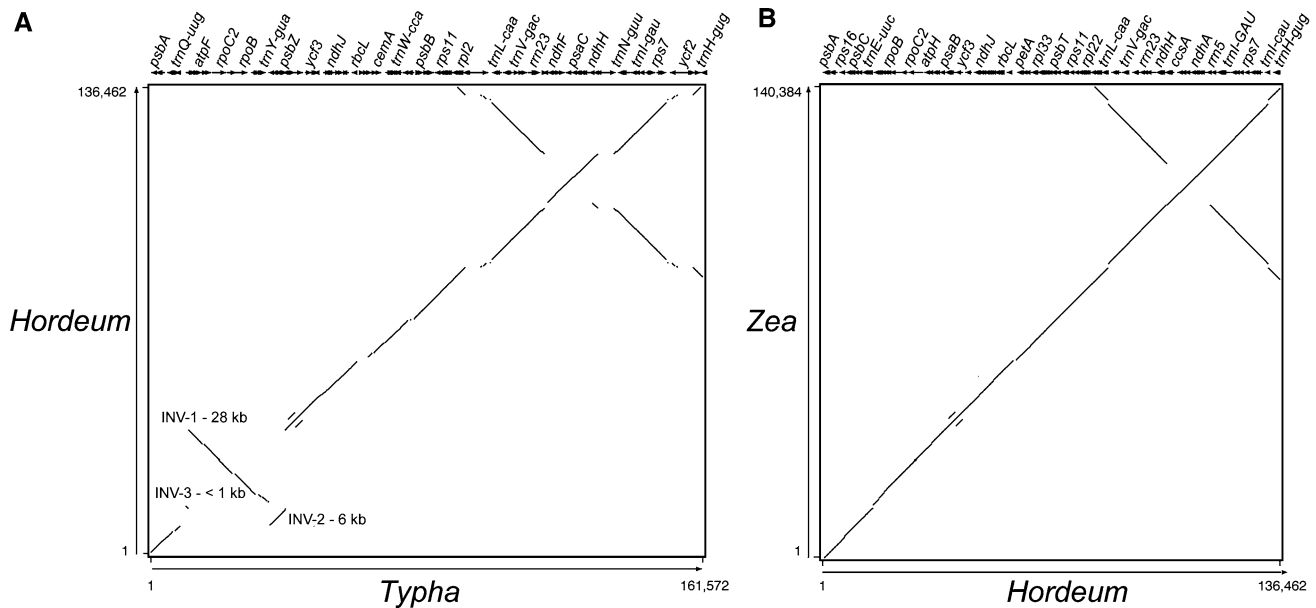 A
psbA
trnQ-uug
atpF
rpoC2
rpoB
trnY-gua
psbZ
ycf3
ndhJ
rbcL
cemA
trnW-cca
psbB
rps11
rpl2
trnL-caa
trnV-gac
rrn23
ndhF
psaC
ndhH
trnN-guu
trnI-gau
rps7
ycf2
trnH-gug
136,462
Hordeum
INV-1 - 28 kb
INV-3 - < 1 kb
INV-2 - 6 kb
1
1
Typha
161,572
B
psbA
rps16
psbC
trnE-uuc
rpoB
rpoC2
atpH
psaB
ycf3
ndhJ
rbcL
petA
rpl33
psbT
rps11
rpl22
trnL-caa
trnV-gac
rrn23
ndhH
ccsA
ndhA
rrn5
trnI-GAU
rps7
trnI-cau
trnH-gug
140,384
Zea
1
1
Hordeum
136,462